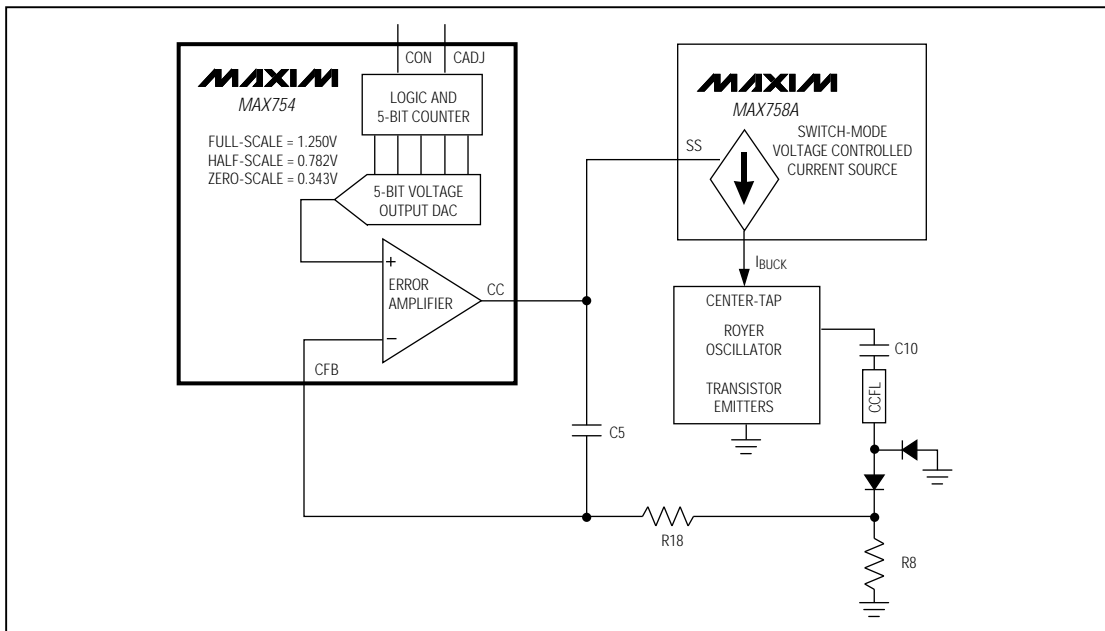 CON
CADJ
MAXIM
MAX754
LOGIC AND
5-BIT COUNTER
FULL-SCALE = 1.250V
HALF-SCALE = 0.782V
ZERO-SCALE = 0.343V
5-BIT VOLTAGE
OUTPUT DAC
+
ERROR
AMPLIFIER
−
CC
CFB
MAXIM
MAX758A
SS
SWITCH-MODE
VOLTAGE CONTROLLED
CURRENT SOURCE
IBUCK
CENTER-TAP
ROYER
OSCILLATOR
TRANSISTOR
EMITTERS
C10
CCFL
C5
R18
R8